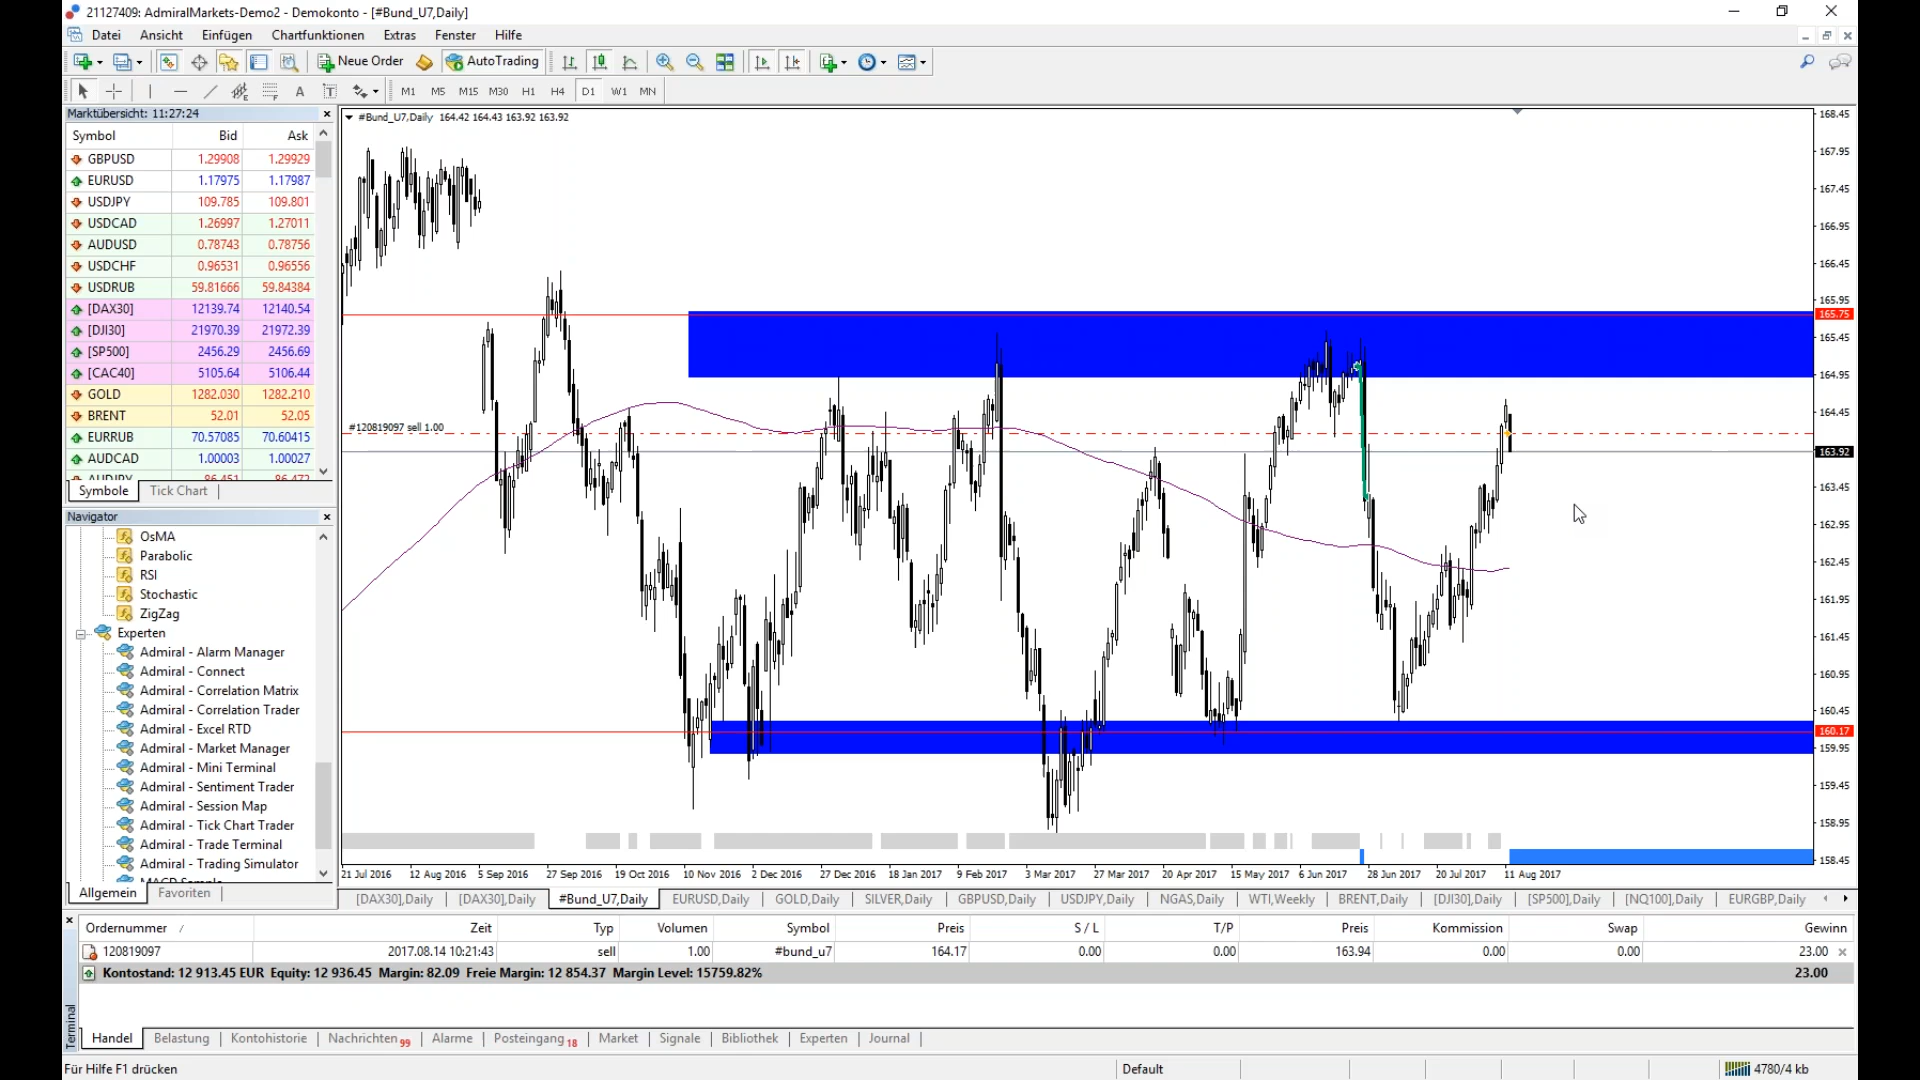 21127409: AdmiralMarkets-Demo2 - Demokonto - [#Bund_U7,Daily]
Datei Ansicht Einfügen Chartfunktionen Extras Fenster Hilfe
Neue Order AutoTrading
A T M1 M5 M15 M30 H1 H4 D1 W1 MN
Marktübersicht: 11:27:24
Symbol Bid Ask
GBPUSD 1.29908 1.29929
EURUSD 1.17975 1.17987
USDJPY 109.785 109.801
USDCAD 1.26997 1.27011
AUDUSD 0.78743 0.78756
USDCHF 0.96531 0.96556
USDRUB 59.81666 59.84384
[DAX30] 12139.74 12140.54
[DJI30] 21970.39 21972.39
[SP500] 2456.29 2456.69
[CAC40] 5105.64 5106.44
GOLD 1282.030 1282.210
BRENT 52.01 52.05
EURRUB 70.57085 70.60415
AUDCAD 1.00003 1.00027
Symbole Tick Chart
Navigator
OsMA
Parabolic
RSI
Stochastic
ZigZag
Experten
Admiral - Alarm Manager
Admiral - Connect
Admiral - Correlation Matrix
Admiral - Correlation Trader
Admiral - Excel RTD
Admiral - Market Manager
Admiral - Mini Terminal
Admiral - Sentiment Trader
Admiral - Session Map
Admiral - Tick Chart Trader
Admiral - Trade Terminal
Admiral - Trading Simulator
Allgemein Favoriten
#Bund_U7,Daily 164.42 164.43 163.92 163.92
#120819097 sell 1.00
168.45
167.95
167.45
166.95
166.45
165.95
165.75
165.45
164.95
164.45
163.92
163.45
162.95
162.45
161.95
161.45
160.95
160.45
160.17
159.95
159.45
158.95
158.45
21 Jul 2016 12 Aug 2016 5 Sep 2016 27 Sep 2016 19 Oct 2016 10 Nov 2016 2 Dec 2016 27 Dec 2016 18 Jan 2017 9 Feb 2017 3 Mar 2017 27 Mar 2017 20 Apr 2017 15 May 2017 6 Jun 2017 28 Jun 2017 20 Jul 2017 11 Aug 2017
[DAX30],Daily [DAX30],Daily #Bund_U7,Daily EURUSD,Daily GOLD,Daily SILVER,Daily GBPUSD,Daily USDJPY,Daily NGAS,Daily WTI,Weekly BRENT,Daily [DJI30],Daily [SP500],Daily [NQ100],Daily EURGBP,Daily
Ordernummer / Zeit Typ Volumen Symbol Preis S / L T/P Preis Kommission Swap Gewinn
120819097 2017.08.14 10:21:43 sell 1.00 #bund_u7 164.17 0.00 0.00 163.94 0.00 0.00 23.00
Kontostand: 12 913.45 EUR Equity: 12 936.45 Margin: 82.09 Freie Margin: 12 854.37 Margin Level: 15759.82% 23.00
Terminal
Handel Belastung Kontohistorie Nachrichten 99 Alarme Posteingang 18 Market Signale Bibliothek Experten Journal
Für Hilfe F1 drücken Default 4780/4 kb